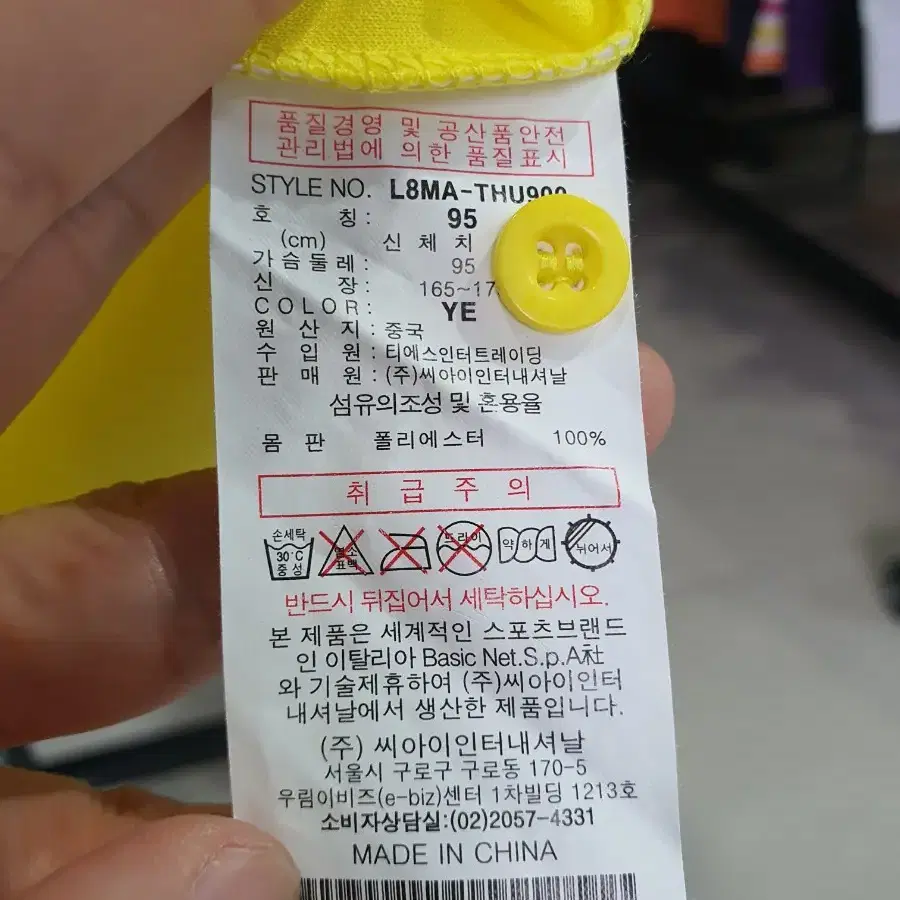 품질경영 및 공산품안전
관리법에 의한 품질표시
STYLE NO. L8MA-THU900
호 칭 : 95
(cm) 신 체 치
가슴둘레 : 95
신 장 : 165~17
COLOR : YE
원 산 지 : 중국
수 입 원 : 티에스인터트레이딩
판 매 원 : (주)씨아이인터내셔날
섬유의조성 및 혼용율
몸 판 폴리에스터 100%
취 급 주 의
손세탁 30°C 중성 염소 표백 드라이 약하게 뉘어서
반드시 뒤집어서 세탁하십시오.
본 제품은 세계적인 스포츠브랜드
인 이탈리아 Basic Net.S.p.A社
와 기술제휴하여 (주)씨아이인터
내셔날에서 생산한 제품입니다.
(주) 씨아이인터내셔날
서울시 구로구 구로동 170-5
우림이비즈(e-biz)센터 1차빌딩 1213호
소비자상담실:(02)2057-4331
MADE IN CHINA